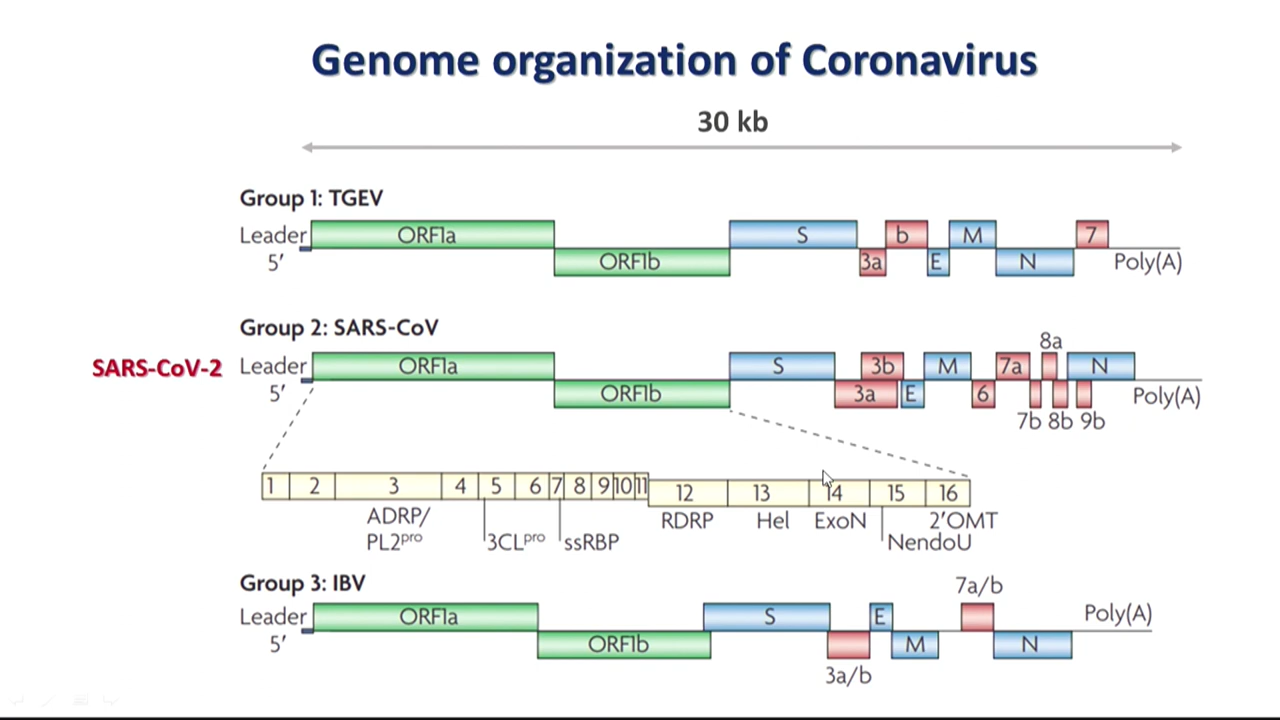 Genome organization of Coronavirus
30 kb
Group 1: TGEV
Leader ORF1a S b M 7
5′ ORF1b 3a E N Poly(A)
Group 2: SARS-CoV
8a
SARS-CoV-2 Leader ORF1a S 3b M 7a N
5′ ORF1b 3a E 6 Poly(A)
7b 8b 9b
1 2 3 4 5 6 7 8 9 10 11 12 13 14 15 16
ADRP/ RDRP Hel ExoN 2′OMT
PL2pro 3CLpro ssRBP NendoU
Group 3: IBV 7a/b
Leader ORF1a S E Poly(A)
5′ ORF1b M N
3a/b